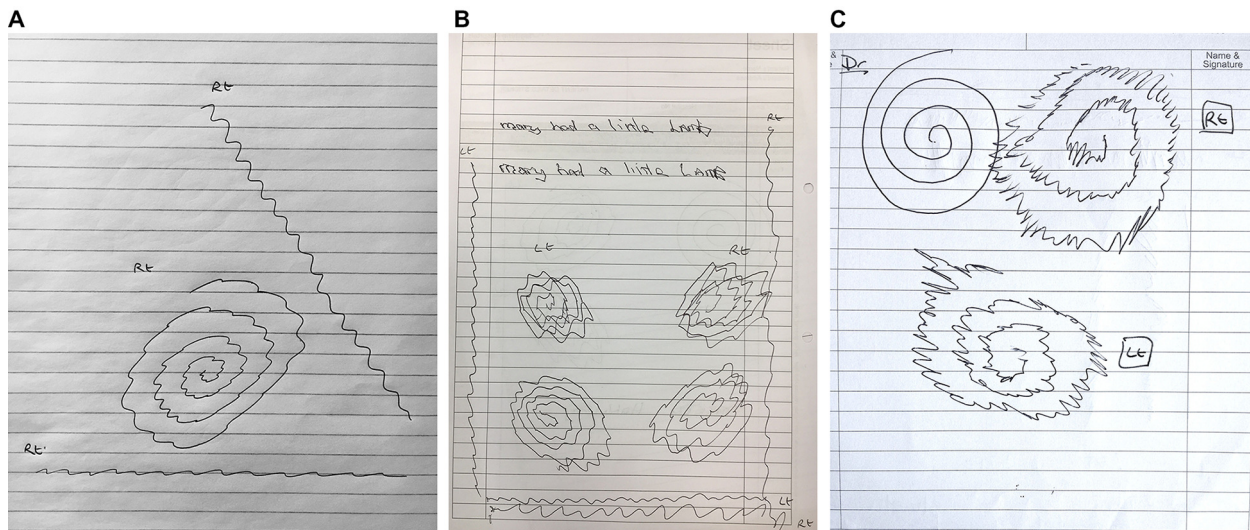 A
B
C
Rt
Rt
Rt.
Rt
mary had a little Lamb
Lt
mary had a little LAMB
Lt
Rt
Lt
Rt
&
Dr
Name &
Signature
Rt
Lt